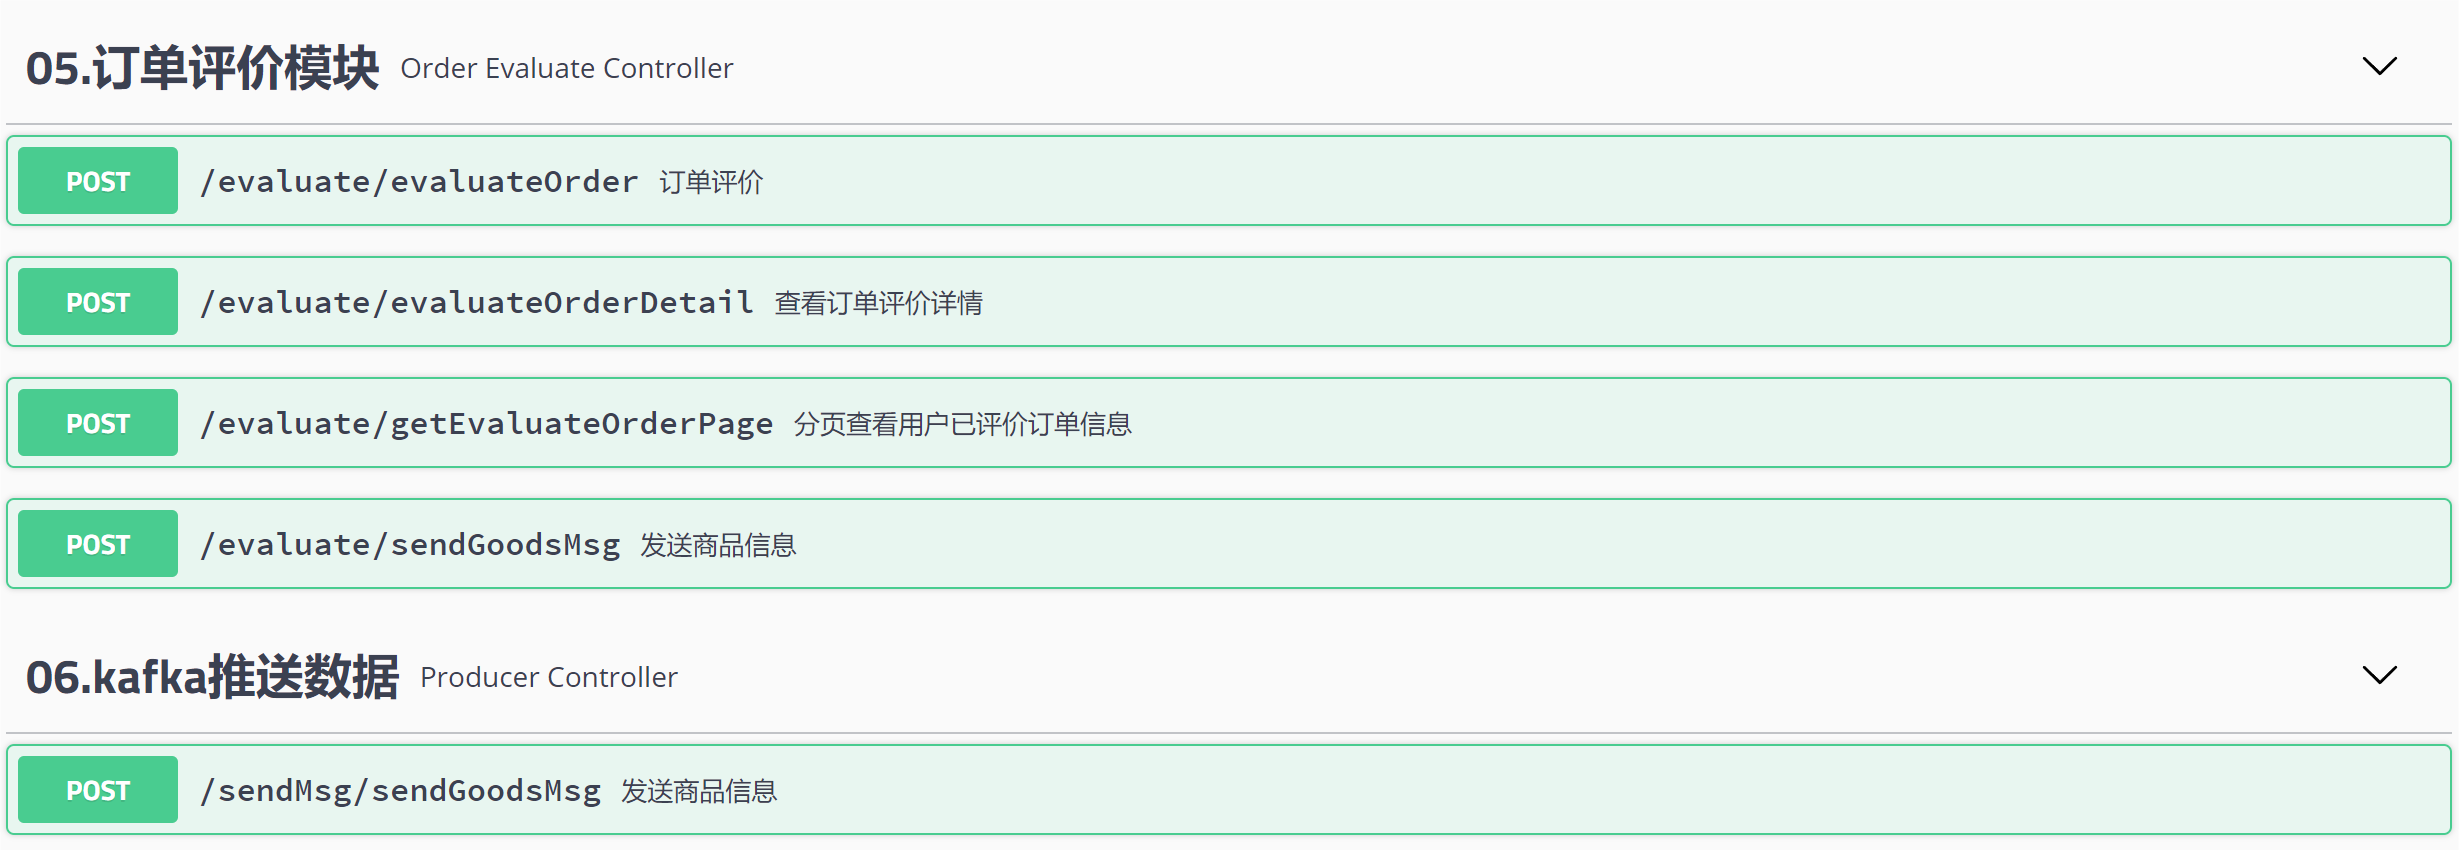 05.订单评价模块 Order Evaluate Controller
POST /evaluate/evaluateOrder 订单评价
POST /evaluate/evaluateOrderDetail 查看订单评价详情
POST /evaluate/getEvaluateOrderPage 分页查看用户已评价订单信息
POST /evaluate/sendGoodsMsg 发送商品信息
06.kafka推送数据 Producer Controller
POST /sendMsg/sendGoodsMsg 发送商品信息